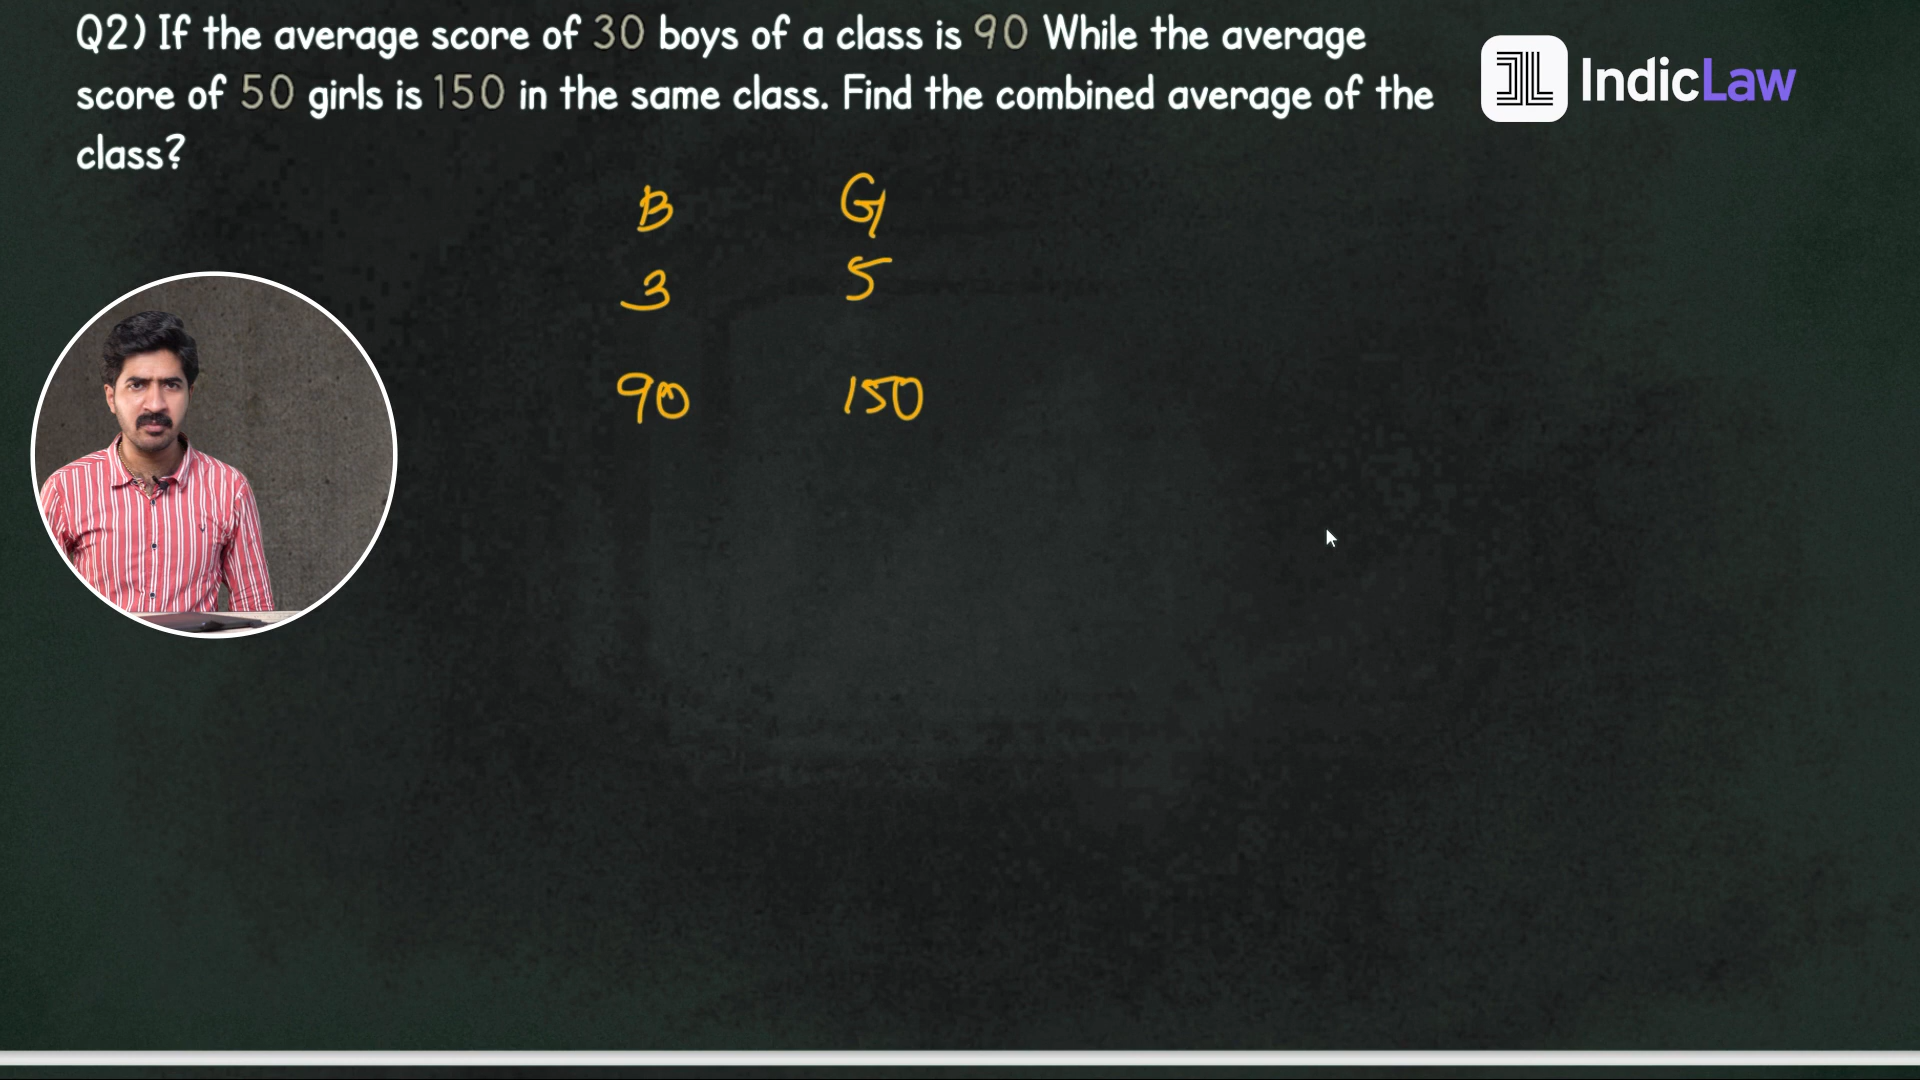 Q2) If the average score of 30 boys of a class is 90 While the average
score of 50 girls is 150 in the same class. Find the combined average of the
class?
IndicLaw
B G
3 5
90 150